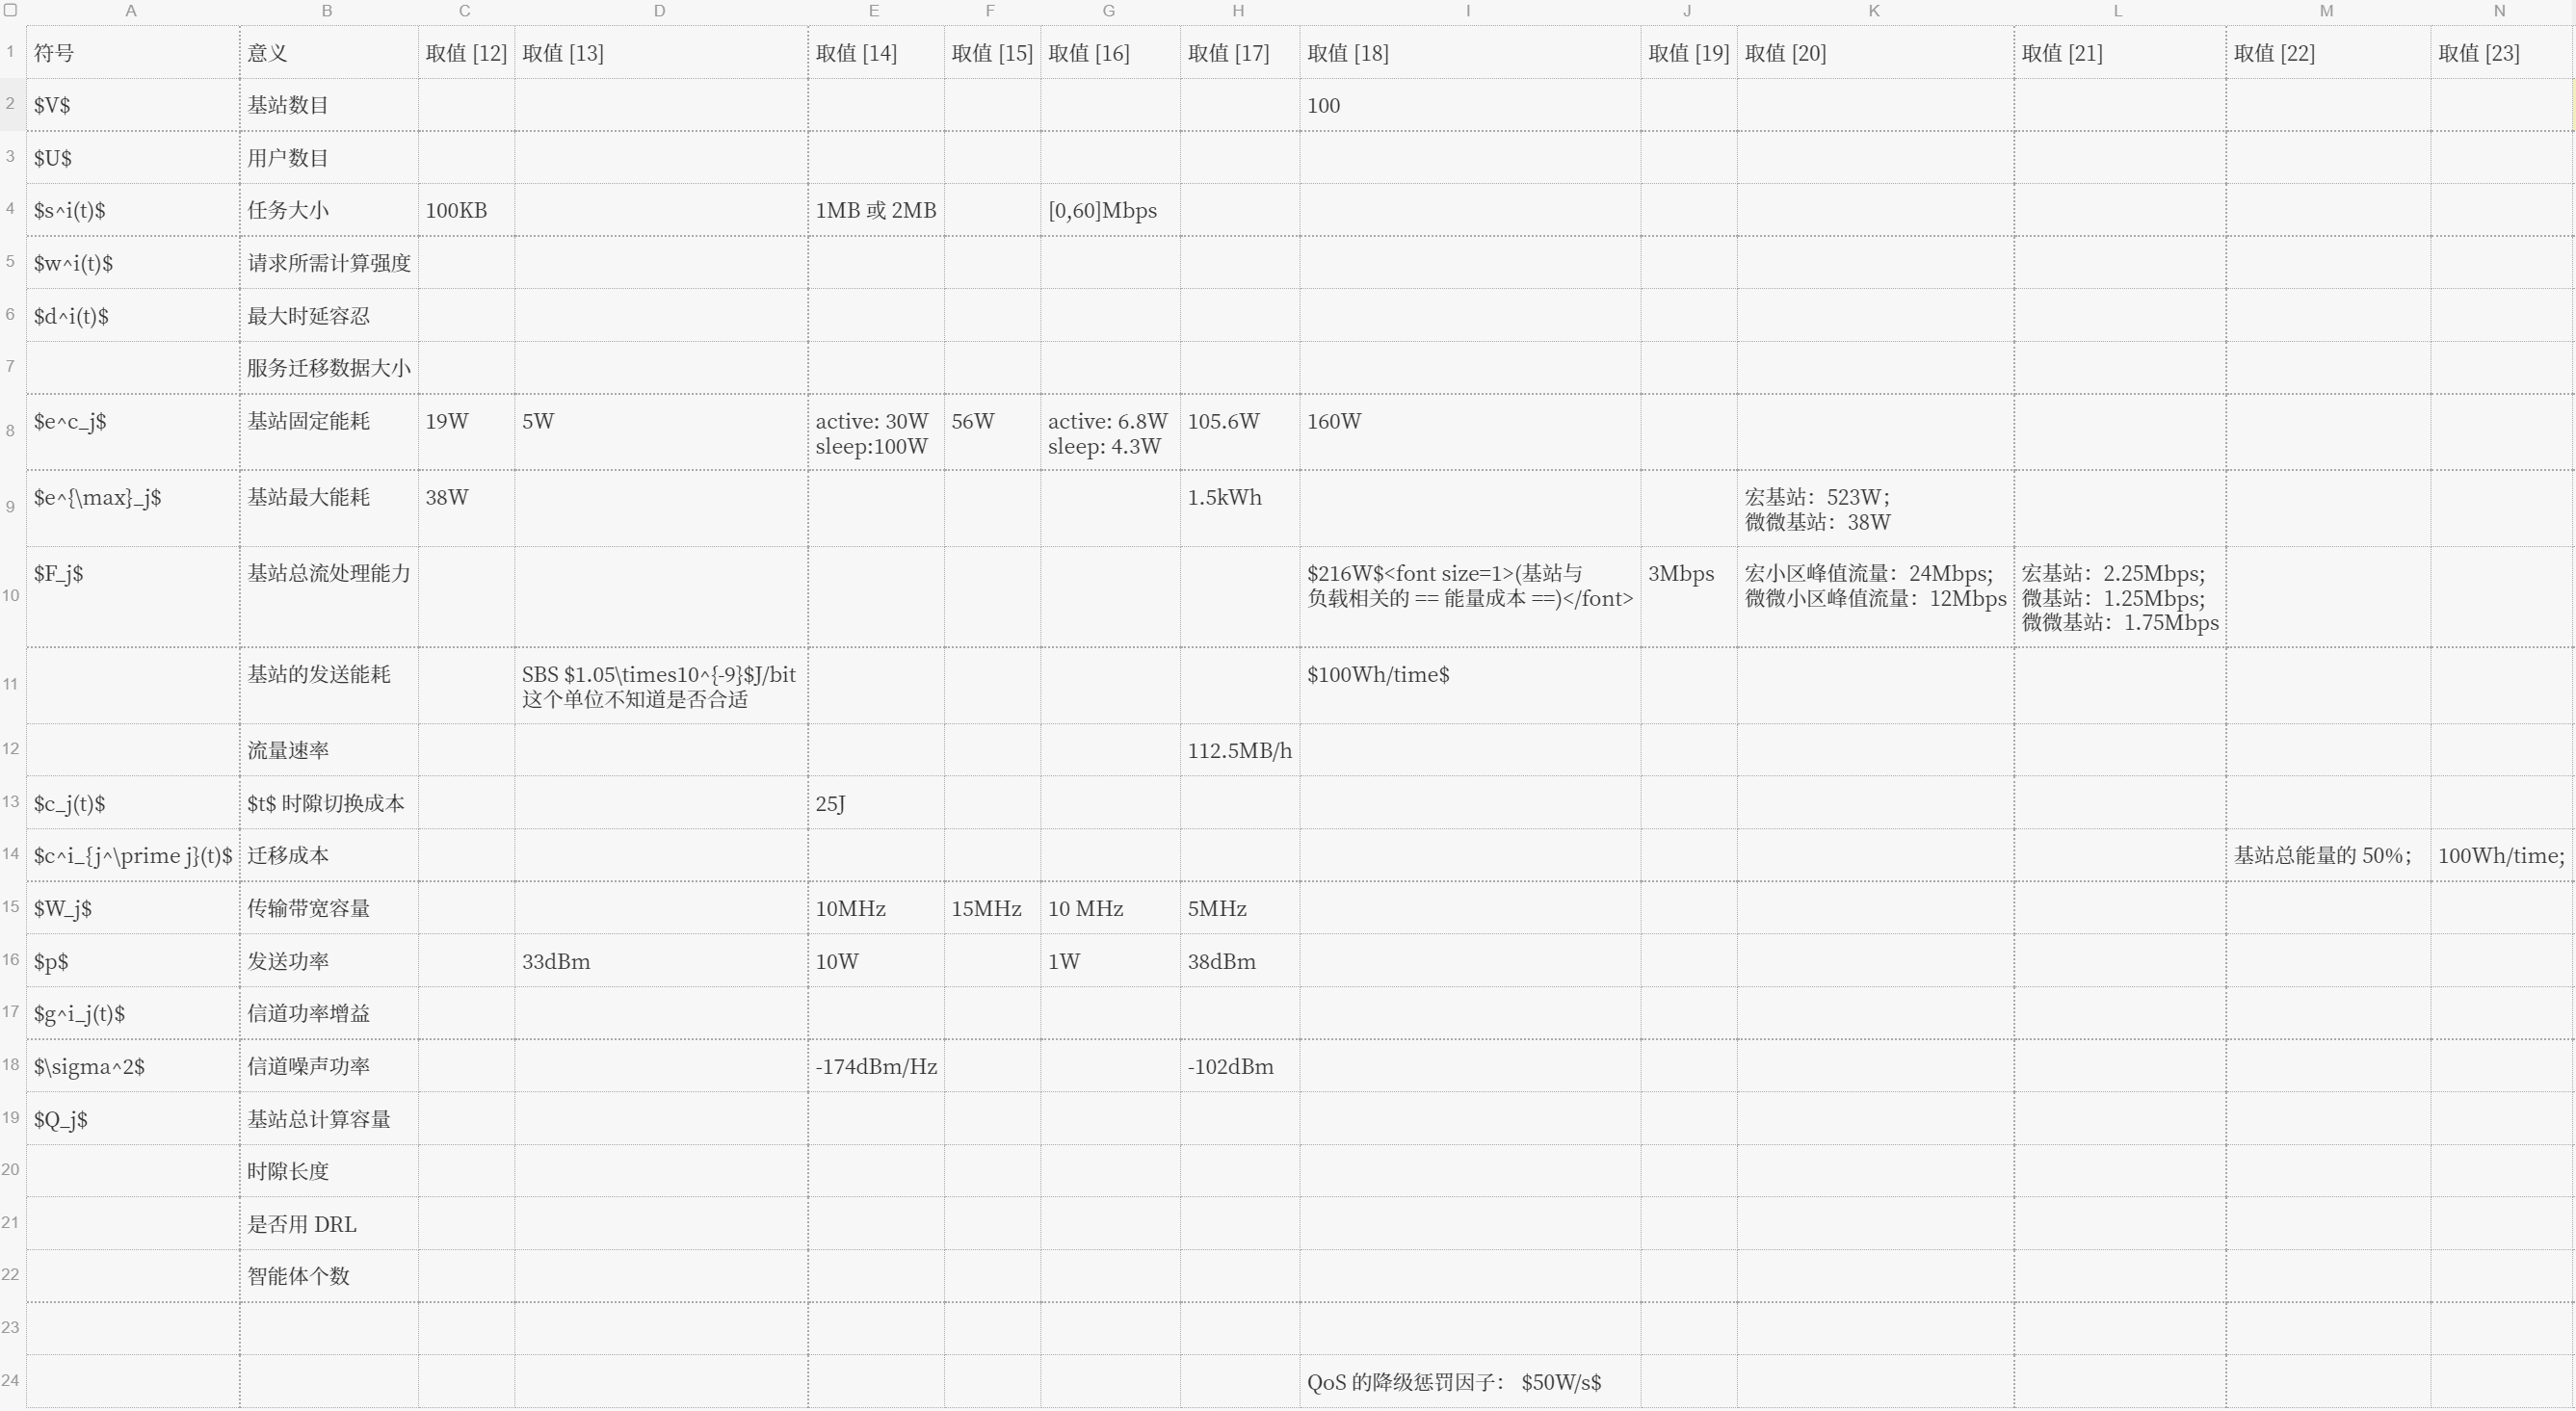 A B C D E F G H I J K L M N
1 符号 意义 取值 [12] 取值 [13] 取值 [14] 取值 [15] 取值 [16] 取值 [17] 取值 [18] 取值 [19] 取值 [20] 取值 [21] 取值 [22] 取值 [23]
2 $V$ 基站数目 100
3 $U$ 用户数目
4 $s^i(t)$ 任务大小 100KB 1MB 或 2MB [0,60]Mbps
5 $w^i(t)$ 请求所需计算强度
6 $d^i(t)$ 最大时延容忍
7 服务迁移数据大小
8 $e^c_j$ 基站固定能耗 19W 5W active: 30W 56W active: 6.8W 105.6W 160W
sleep:100W sleep: 4.3W
9 $e^{\max}_j$ 基站最大能耗 38W 1.5kWh 宏基站：523W；
微微基站：38W
10 $F_j$ 基站总流处理能力 $216W$<font size=1>(基站与 3Mbps 宏小区峰值流量：24Mbps; 宏基站：2.25Mbps;
负载相关的 == 能量成本 ==)</font> 微微小区峰值流量：12Mbps 微基站：1.25Mbps;
微微基站：1.75Mbps
11 基站的发送能耗 SBS $1.05\times10^{-9}$J/bit $100Wh/time$
这个单位不知道是否合适
12 流量速率 112.5MB/h
13 $c_j(t)$ $t$ 时隙切换成本 25J
14 $c^i_{j^\prime j}(t)$ 迁移成本 基站总能量的 50%； 100Wh/time;
15 $W_j$ 传输带宽容量 10MHz 15MHz 10 MHz 5MHz
16 $p$ 发送功率 33dBm 10W 1W 38dBm
17 $g^i_j(t)$ 信道功率增益
18 $\sigma^2$ 信道噪声功率 -174dBm/Hz -102dBm
19 $Q_j$ 基站总计算容量
20 时隙长度
21 是否用 DRL
22 智能体个数
23
24 QoS 的降级惩罚因子： $50W/s$